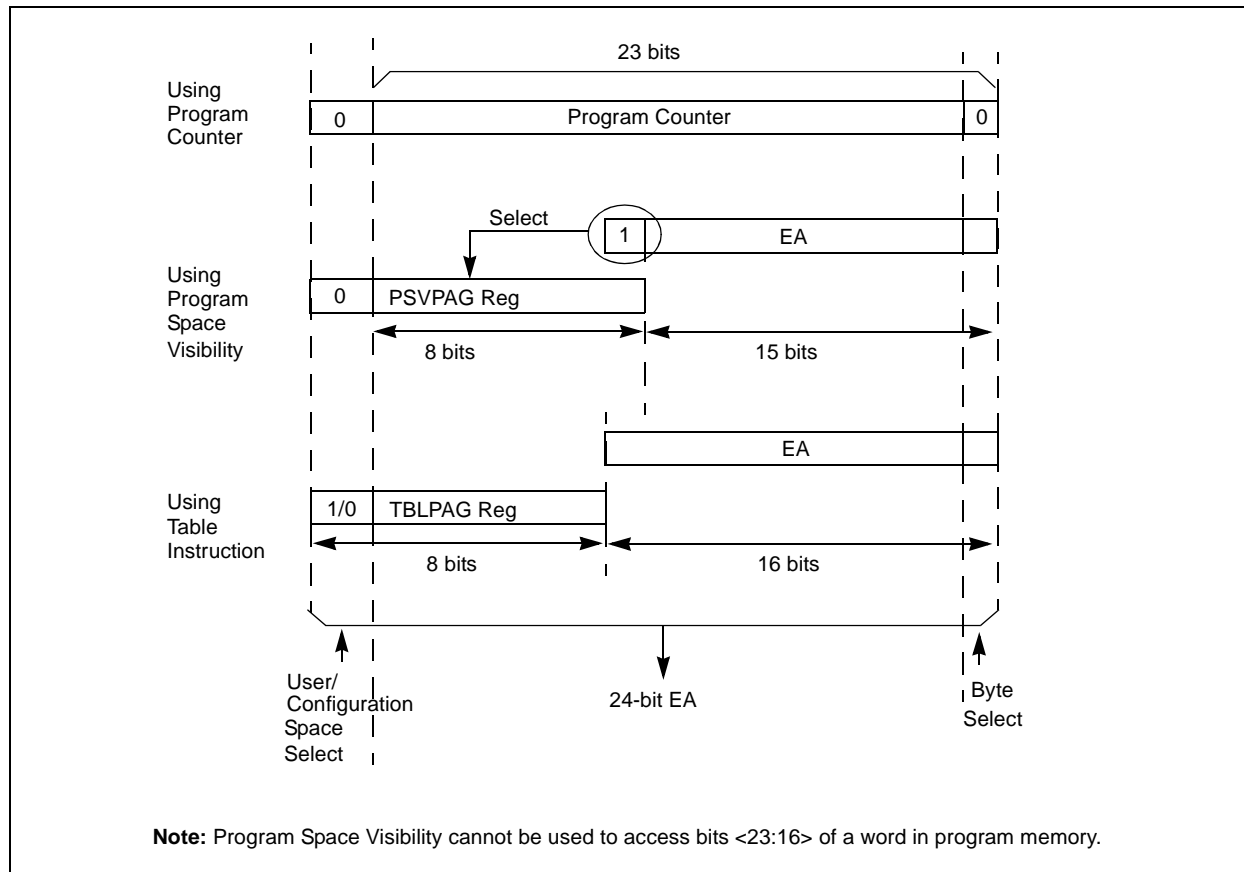 23 bits
Using
Program
Counter
0
Program Counter
0
Select
1
EA
Using
Program
Space
Visibility
0
PSVPAG Reg
8 bits
15 bits
EA
Using
Table
Instruction
1/0
TBLPAG Reg
8 bits
16 bits
User/
Configuration
Space
Select
24-bit EA
Byte
Select
Note: Program Space Visibility cannot be used to access bits <23:16> of a word in program memory.